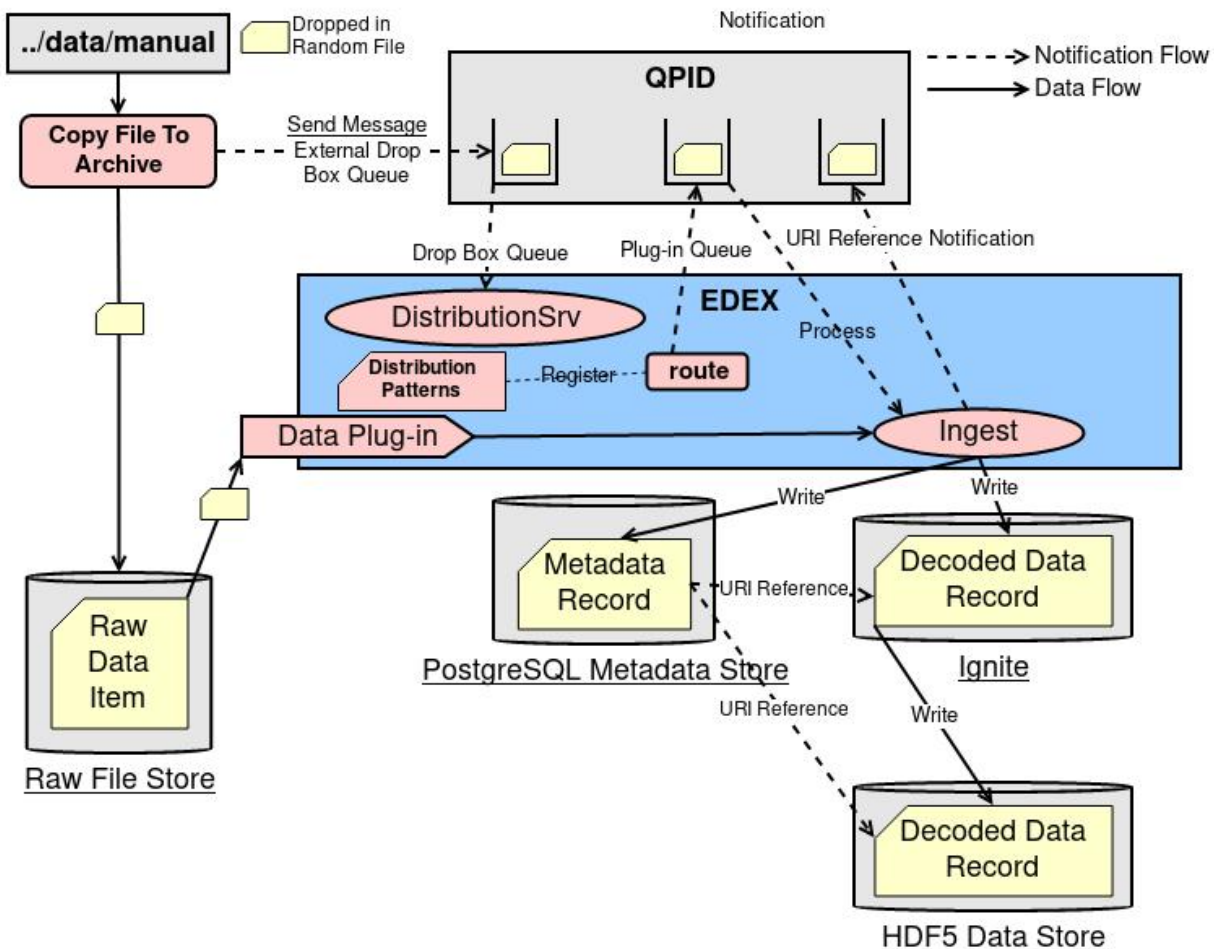 ../data/manual
Dropped in
Random File
Notification
Notification Flow
Data Flow
QPID
Copy File To
Archive
Send Message
External Drop
Box Queue
Drop Box Queue
Plug-in Queue
URI Reference Notification
EDEX
DistributionSrv
Process
Distribution
Patterns
Register
route
Data Plug-in
Ingest
Write
Write
Metadata
Record
URI Reference
Decoded Data
Record
PostgreSQL Metadata Store
Ignite
Raw
Data
Item
Raw File Store
URI Reference
Write
Decoded Data
Record
HDF5 Data Store